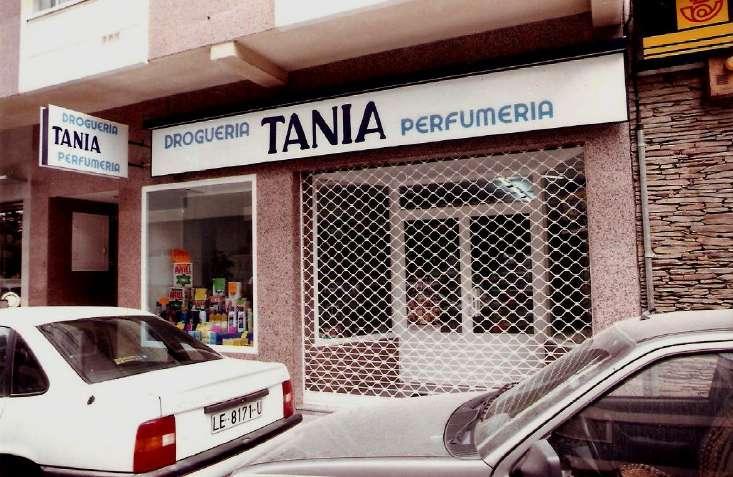 DROGUERIA
TANIA
PERFUMERIA
DROGUERIA TANIA PERFUMERIA
LE-8171-U